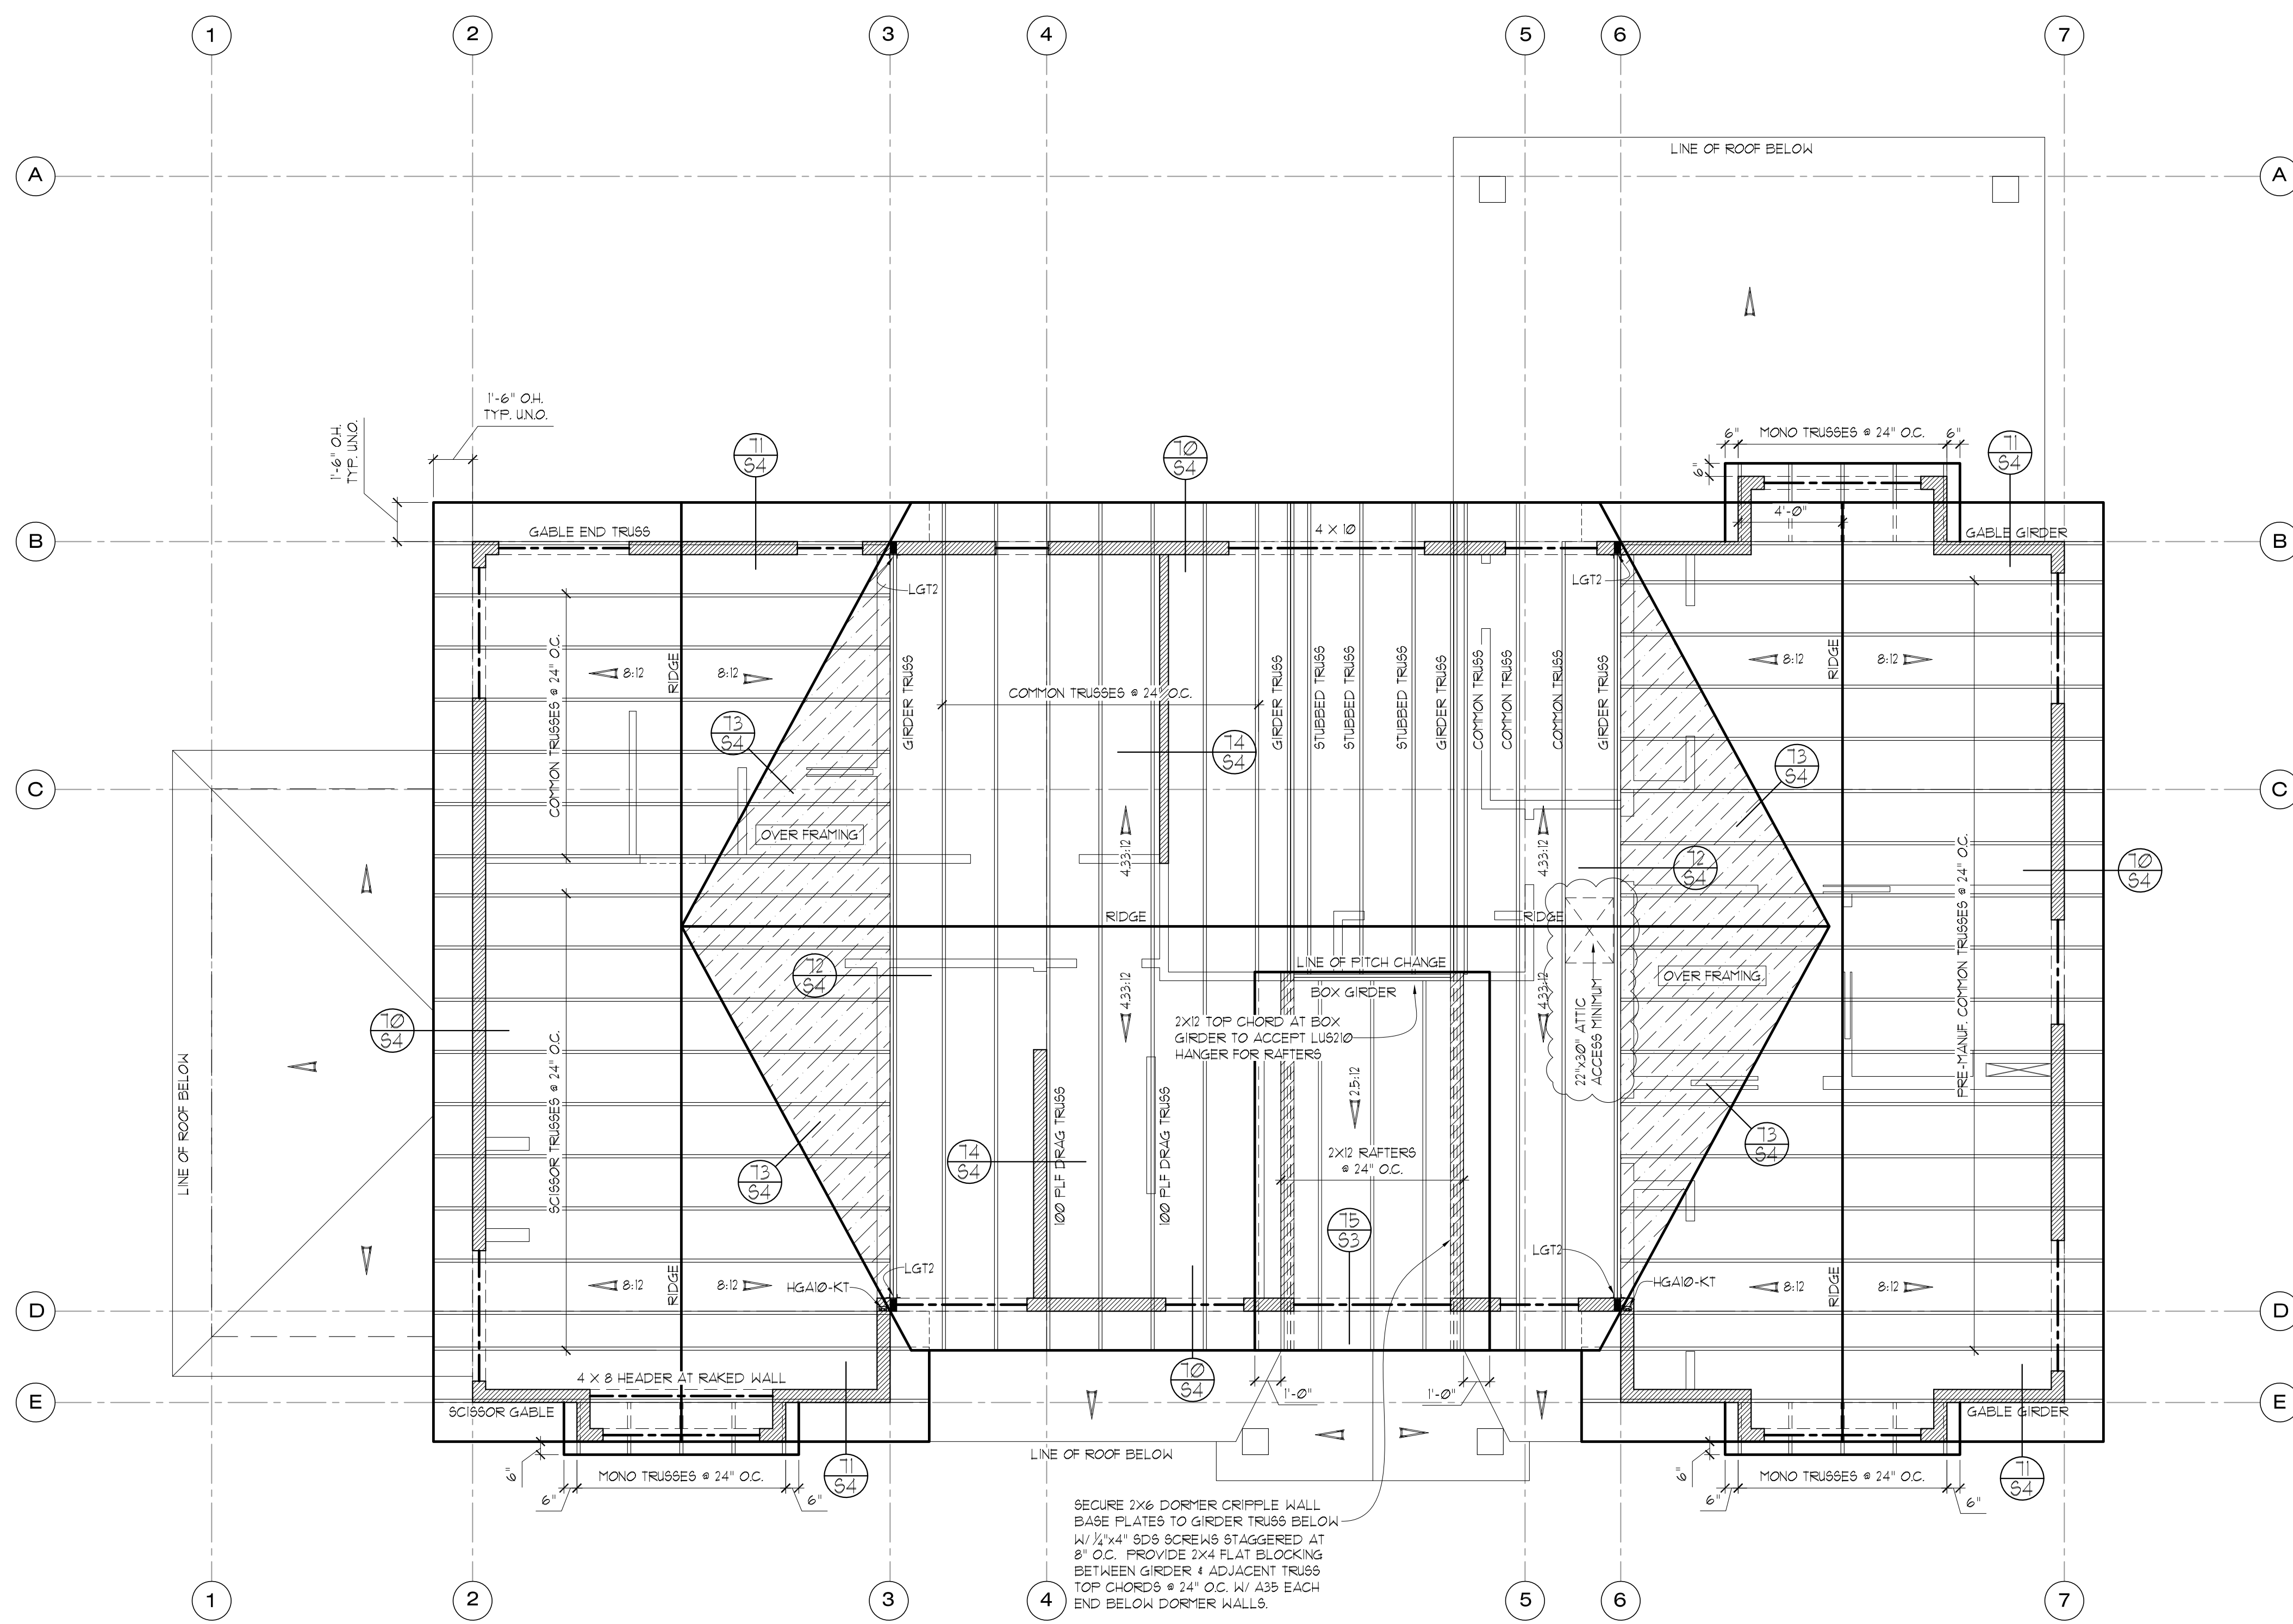 1
2
3
4
5
6
7
A
A
LINE OF ROOF BELOW
1'-6" O.H.
TYP. U.N.O.
1'-6" O.H.
TYP. U.N.O.
71
S4
70
S4
6"
MONO TRUSSES @ 24" O.C.
6"
6"
71
S4
4'-0"
B
GABLE END TRUSS
4 X 10
GABLE GIRDER
B
LGT2
LGT2
COMMON TRUSSES @ 24" O.C.
8:12
RIDGE
8:12
GIRDER TRUSS
COMMON TRUSSES @ 24" O.C.
GIRDER TRUSS
STUBBED TRUSS
STUBBED TRUSS
STUBBED TRUSS
GIRDER TRUSS
COMMON TRUSS
COMMON TRUSS
COMMON TRUSS
GIRDER TRUSS
8:12
RIDGE
8:12
73
S4
74
S4
73
S4
C
C
OVER FRAMING
4.33:12
4.33:12
72
S4
70
S4
RIDGE
RIDGE
PRE-MANUF. COMMON TRUSSES @ 24" O.C.
72
S4
LINE OF PITCH CHANGE
BOX GIRDER
OVER FRAMING
4.33:12
4.33:12
22"x30" ATTIC
ACCESS MINIMUM
70
S4
2X12 TOP CHORD AT BOX
GIRDER TO ACCEPT LUS210
HANGER FOR RAFTERS
LINE OF ROOF BELOW
SCISSOR TRUSSES @ 24" O.C.
2.5:12
73
S4
74
S4
100 PLF DRAG TRUSS
100 PLF DRAG TRUSS
2X12 RAFTERS
@ 24" O.C.
73
S4
75
S3
LGT2
LGT2
8:12
RIDGE
8:12
HGA10-KT
HGA10-KT
8:12
RIDGE
8:12
D
D
4 X 8 HEADER AT RAKED WALL
70
S4
1'-0"
1'-0"
E
SCISSOR GABLE
GABLE GIRDER
E
LINE OF ROOF BELOW
6"
MONO TRUSSES @ 24" O.C.
6"
6"
71
S4
6"
MONO TRUSSES @ 24" O.C.
6"
6"
71
S4
SECURE 2X6 DORMER CRIPPLE WALL
BASE PLATES TO GIRDER TRUSS BELOW
W/ 1/4"x4" SDS SCREWS STAGGERED AT
8" O.C. PROVIDE 2X4 FLAT BLOCKING
BETWEEN GIRDER & ADJACENT TRUSS
TOP CHORDS @ 24" O.C. W/ A35 EACH
END BELOW DORMER WALLS.
1
2
3
4
5
6
7